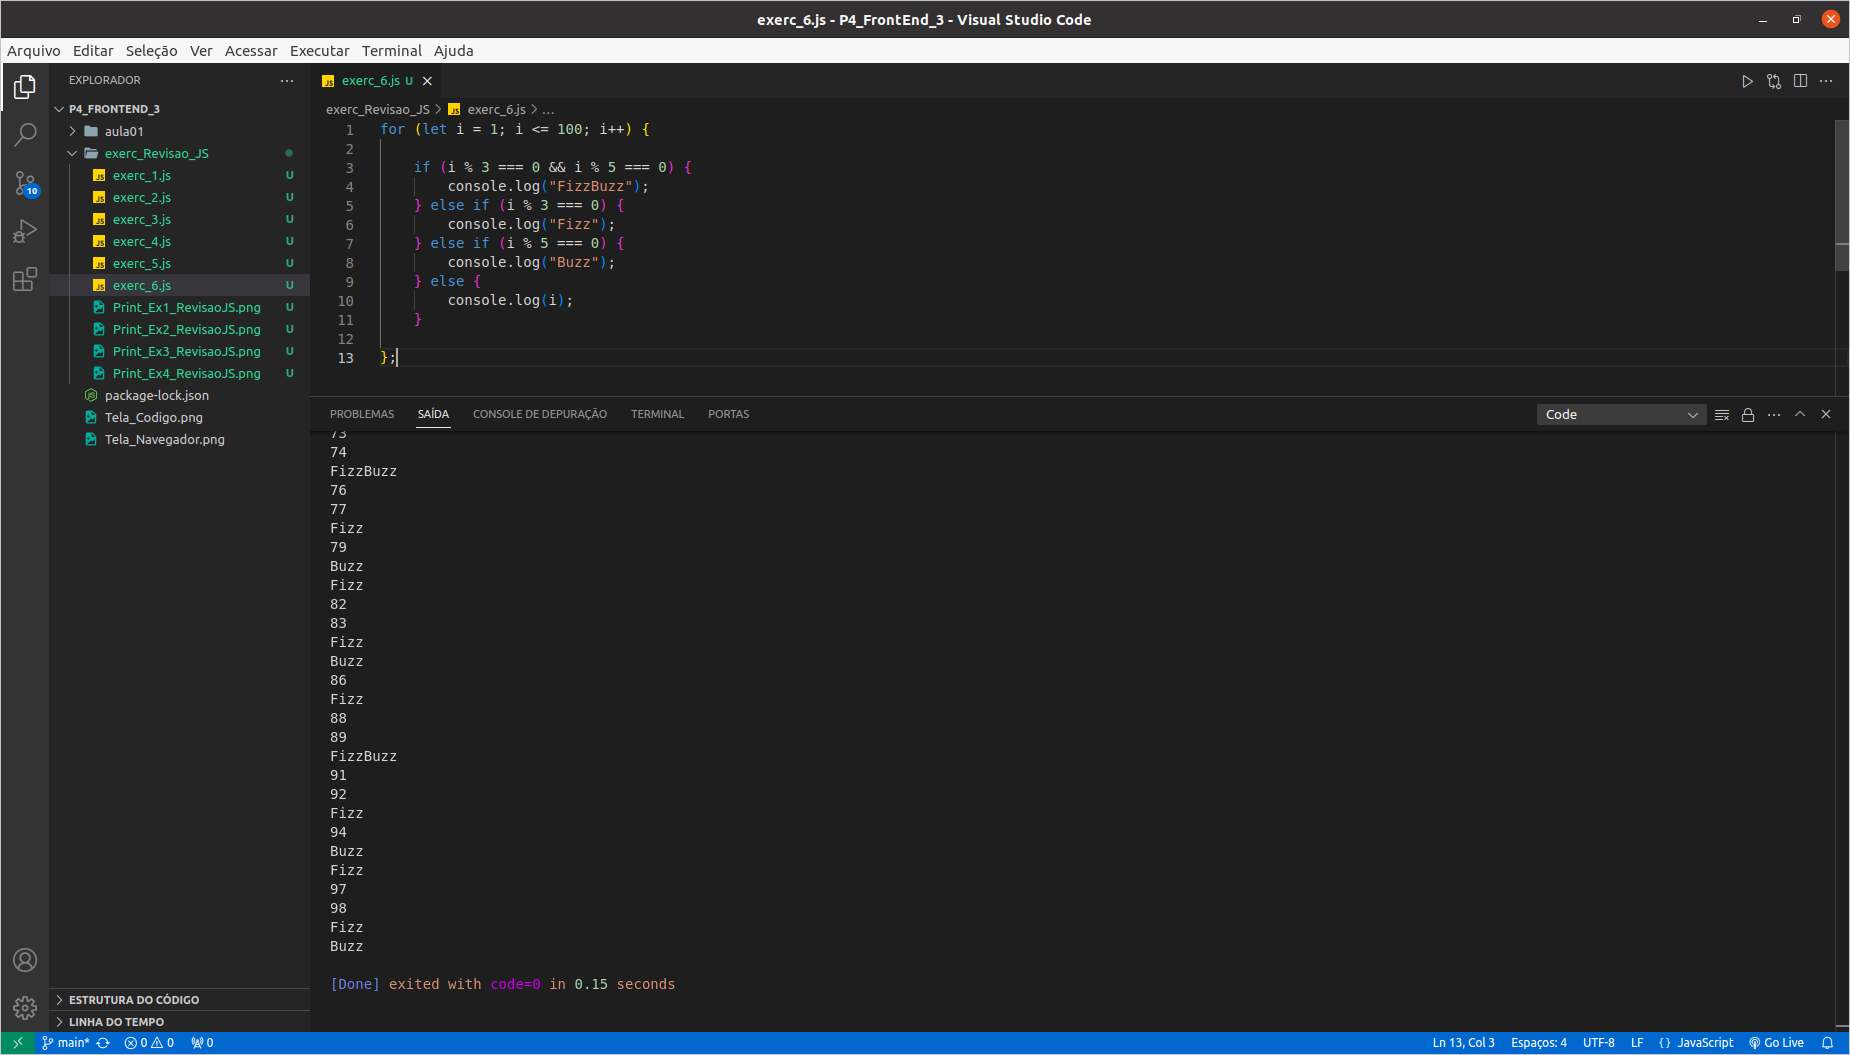 exerc_6.js - P4_FrontEnd_3 - Visual Studio Code
Arquivo Editar Seleção Ver Acessar Executar Terminal Ajuda
EXPLORADOR
P4_FRONTEND_3
aula01
exerc_Revisao_JS
exerc_1.js U
exerc_2.js U
exerc_3.js U
exerc_4.js U
exerc_5.js U
exerc_6.js U
Print_Ex1_RevisaoJS.png U
Print_Ex2_RevisaoJS.png U
Print_Ex3_RevisaoJS.png U
Print_Ex4_RevisaoJS.png U
package-lock.json
Tela_Codigo.png
Tela_Navegador.png
10
ESTRUTURA DO CÓDIGO
LINHA DO TEMPO
JS exerc_6.js U
exerc_Revisao_JS > JS exerc_6.js > ...
1 for (let i = 1; i <= 100; i++) {
2
3 if (i % 3 === 0 && i % 5 === 0) {
4 console.log("FizzBuzz");
5 } else if (i % 3 === 0) {
6 console.log("Fizz");
7 } else if (i % 5 === 0) {
8 console.log("Buzz");
9 } else {
10 console.log(i);
11 }
12
13 };
PROBLEMAS SAÍDA CONSOLE DE DEPURAÇÃO TERMINAL PORTAS Code
73
74
FizzBuzz
76
77
Fizz
79
Buzz
Fizz
82
83
Fizz
Buzz
86
Fizz
88
89
FizzBuzz
91
92
Fizz
94
Buzz
Fizz
97
98
Fizz
Buzz
[Done] exited with code=0 in 0.15 seconds
main* 0 0 0 Ln 13, Col 3 Espaços: 4 UTF-8 LF {} JavaScript Go Live